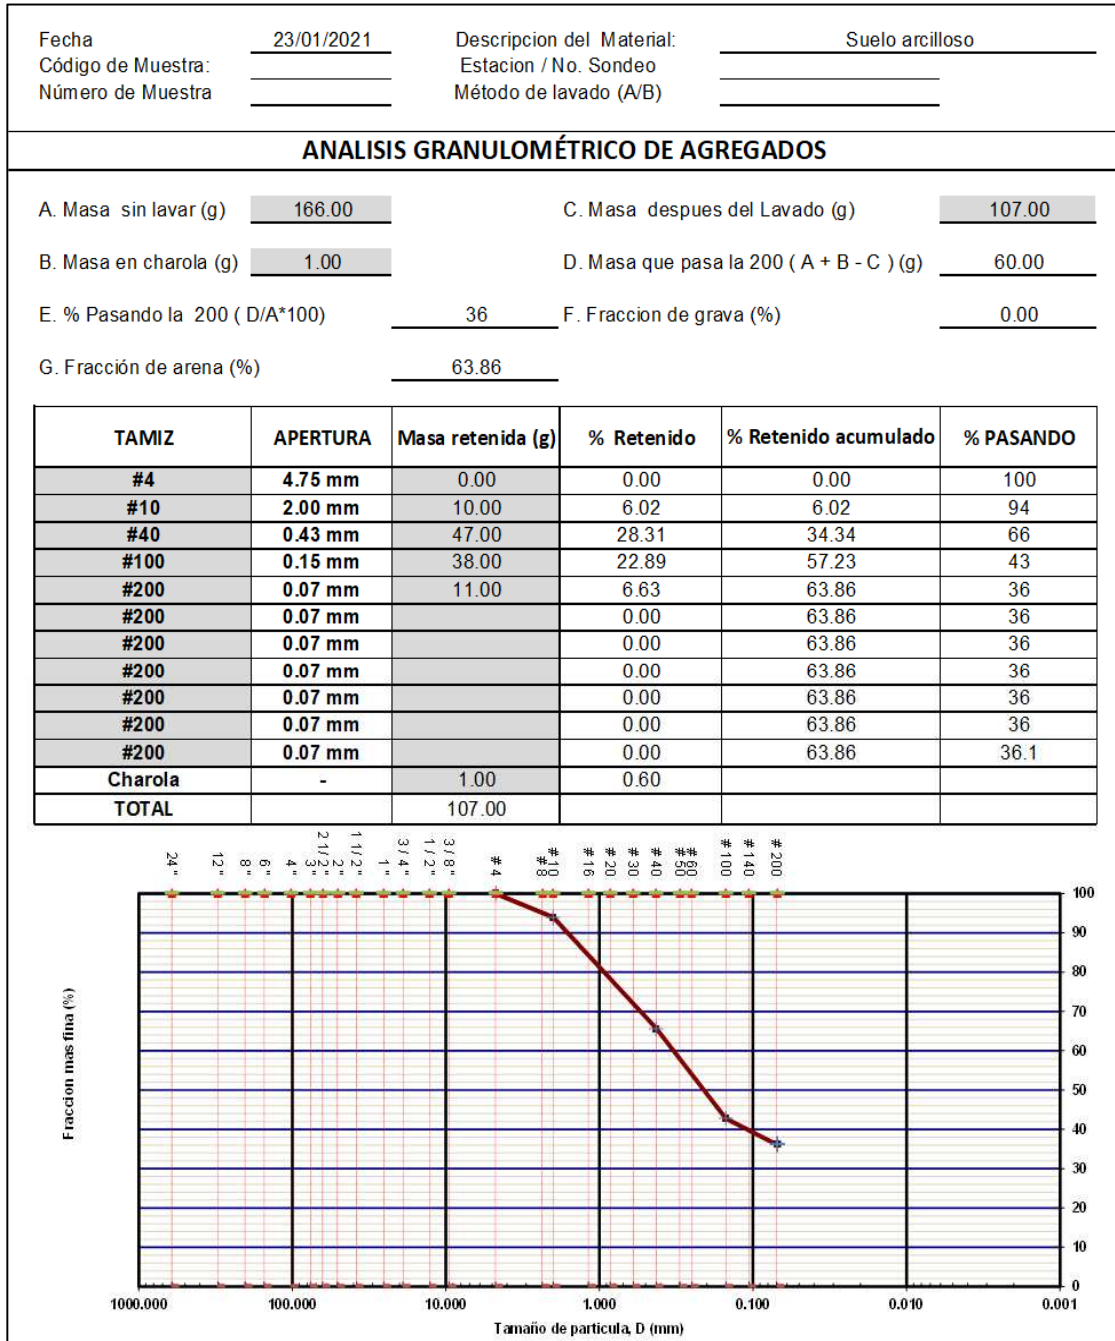 Fecha 23/01/2021 Descripcion del Material: Suelo arcilloso
Código de Muestra: Estacion / No. Sondeo
Número de Muestra Método de lavado (A/B)
ANALISIS GRANULOMÉTRICO DE AGREGADOS
A. Masa sin lavar (g) 166.00 C. Masa despues del Lavado (g) 107.00
B. Masa en charola (g) 1.00 D. Masa que pasa la 200 ( A + B - C ) (g) 60.00
E. % Pasando la 200 ( D/A*100) 36 F. Fraccion de grava (%) 0.00
G. Fracción de arena (%) 63.86
TAMIZ APERTURA Masa retenida (g) % Retenido % Retenido acumulado % PASANDO
#4 4.75 mm 0.00 0.00 0.00 100
#10 2.00 mm 10.00 6.02 6.02 94
#40 0.43 mm 47.00 28.31 34.34 66
#100 0.15 mm 38.00 22.89 57.23 43
#200 0.07 mm 11.00 6.63 63.86 36
#200 0.07 mm 0.00 63.86 36
#200 0.07 mm 0.00 63.86 36
#200 0.07 mm 0.00 63.86 36
#200 0.07 mm 0.00 63.86 36
#200 0.07 mm 0.00 63.86 36
#200 0.07 mm 0.00 63.86 36.1
Charola - 1.00 0.60
TOTAL 107.00
24" 12" 8" 6" 4" 3" 2 1/2" 2" 1 1/2" 1" 3/4" 1/2" 3/8" #4 #8 #10 #16 #20 #30 #40 #50 #60 #100 #140 #200
100
90
80
70
60
50
40
30
20
10
0
Fraccion mas fina (%)
1000.000 100.000 10.000 1.000 0.100 0.010 0.001
Tamaño de particula, D (mm)